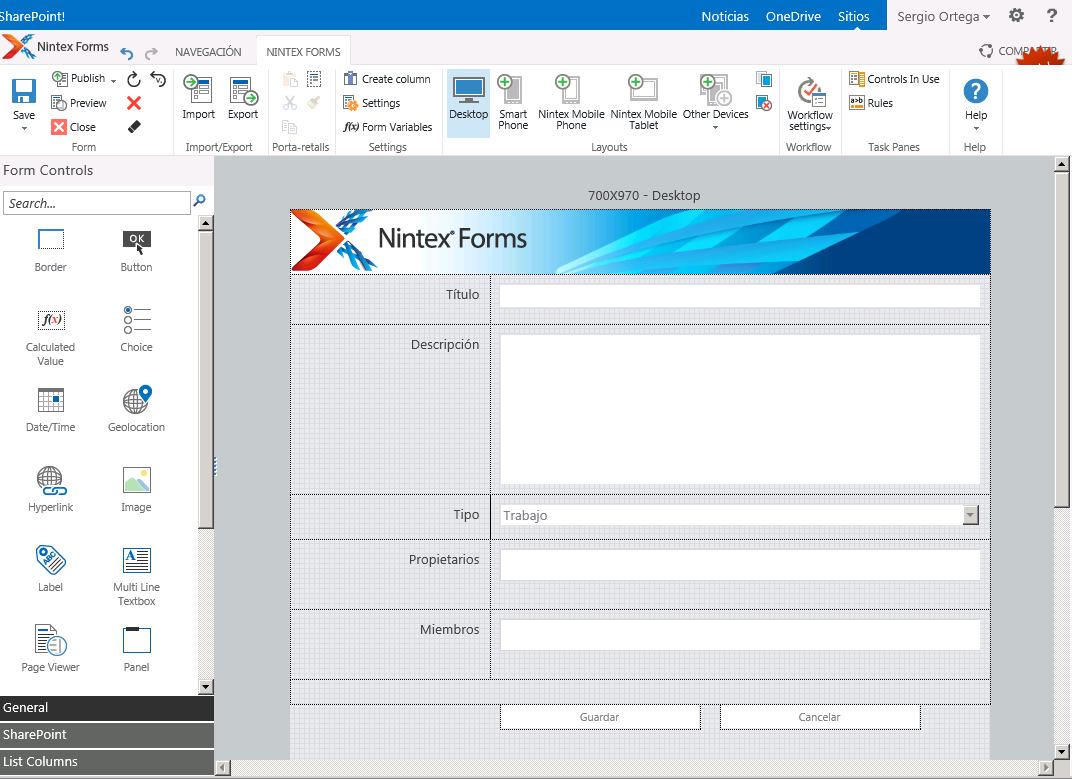 SharePoint!
Noticias OneDrive Sitios Sergio Ortega ?
Nintex Forms NAVEGACIÓN NINTEX FORMS COMPARTIR
Save
Publish
Preview
Close
Form
Import Export
Import/Export
Porta-retalls
Create column
Settings
f(x) Form Variables
Settings
Desktop
Smart
Phone
Nintex Mobile
Phone
Nintex Mobile
Tablet
Other Devices
Layouts
Workflow
settings
Workflow
Controls In Use
ab Rules
Task Panes
?
Help
Help
Form Controls
Search...
Border
OK
Button
f(x)
Calculated
Value
Choice
Date/Time
Geolocation
Hyperlink
Image
ABC
Label
A
Multi Line
Textbox
Page Viewer
Panel
General
SharePoint
List Columns
700X970 - Desktop
Nintex® Forms
Título
Descripción
Tipo Trabajo
Propietarios
Miembros
Guardar Cancelar